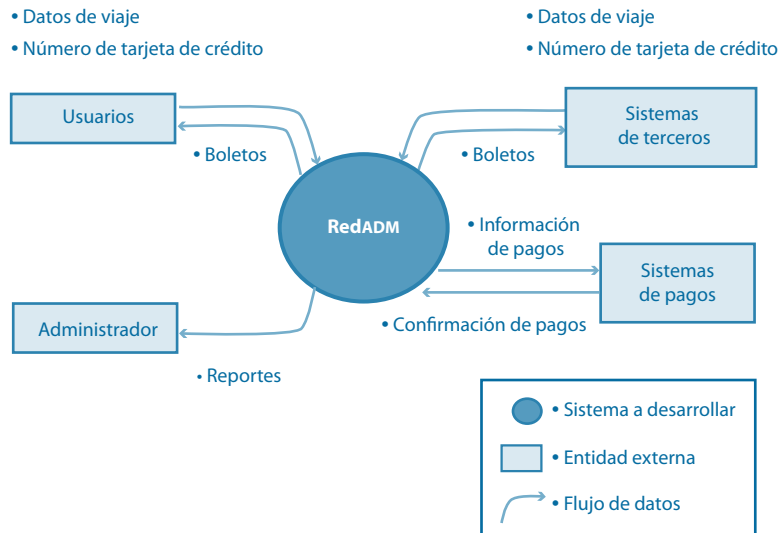 • Datos de viaje
• Número de tarjeta de crédito
• Datos de viaje
• Número de tarjeta de crédito
Usuarios
Sistemas
de terceros
• Boletos
• Boletos
RedADM
• Información
de pagos
Sistemas
de pagos
Administrador
• Confirmación de pagos
• Reportes
• Sistema a desarrollar
• Entidad externa
• Flujo de datos